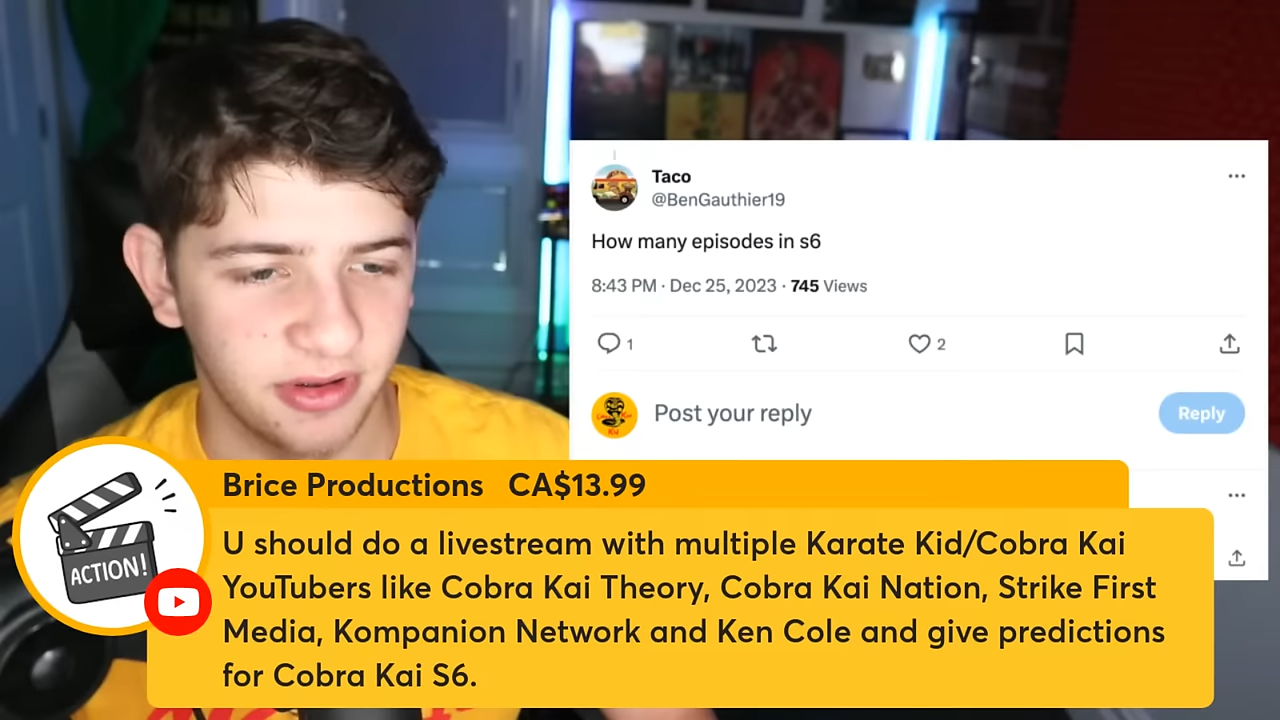 Taco
@BenGauthier19
How many episodes in s6
8:43 PM · Dec 25, 2023 · 745 Views
1
2
Post your reply
Reply
Brice Productions CA$13.99
ACTION!
U should do a livestream with multiple Karate Kid/Cobra Kai
YouTubers like Cobra Kai Theory, Cobra Kai Nation, Strike First
Media, Kompanion Network and Ken Cole and give predictions
for Cobra Kai S6.